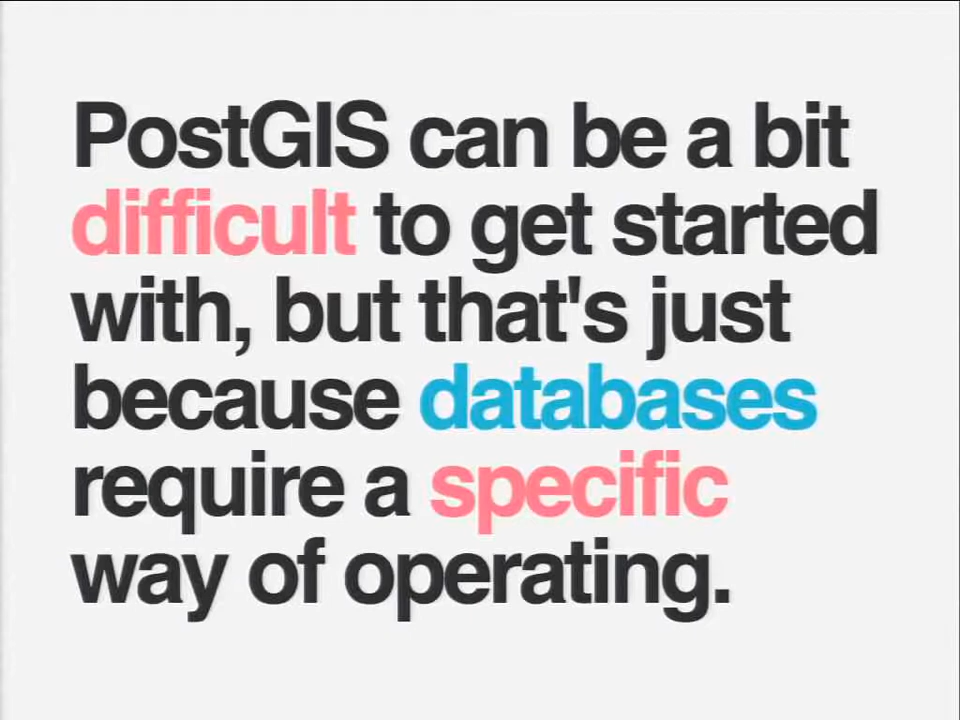 PostGIS can be a bit
difficult to get started
with, but that's just
because databases
require a specific
way of operating.